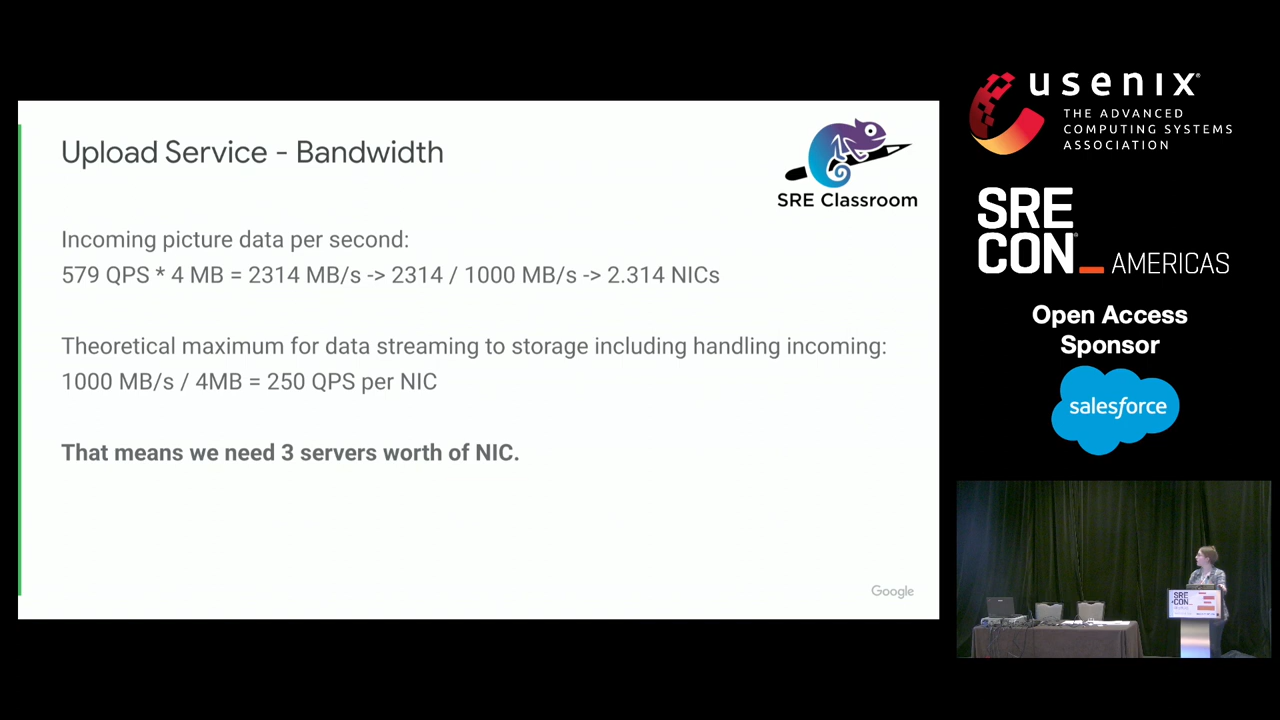 Upload Service - Bandwidth
SRE Classroom
Incoming picture data per second:
579 QPS * 4 MB = 2314 MB/s -> 2314 / 1000 MB/s -> 2.314 NICs
Theoretical maximum for data streaming to storage including handling incoming:
1000 MB/s / 4MB = 250 QPS per NIC
That means we need 3 servers worth of NIC.
Google
usenix
THE ADVANCED
COMPUTING SYSTEMS
ASSOCIATION
SRE
CON_AMERICAS
Open Access
Sponsor
salesforce
SRE
CON_